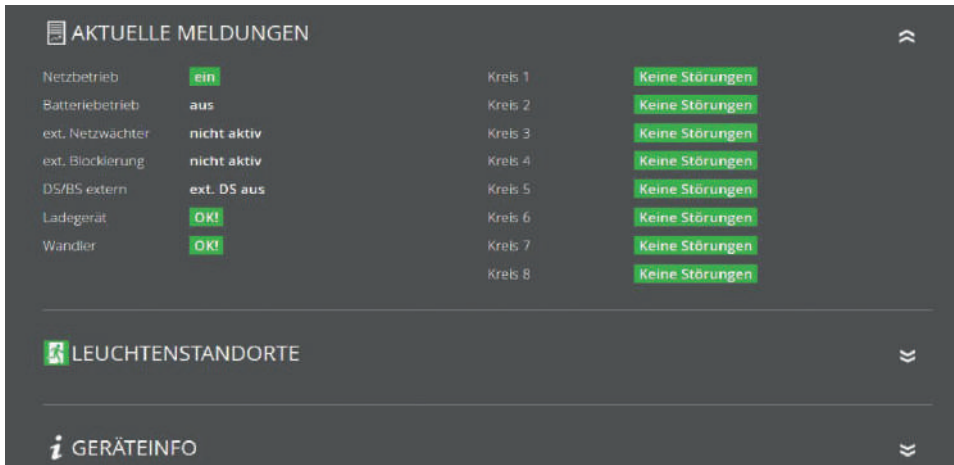 AKTUELLE MELDUNGEN
Netzbetrieb ein Kreis 1 Keine Störungen
Batteriebetrieb aus Kreis 2 Keine Störungen
ext. Netzwächter nicht aktiv Kreis 3 Keine Störungen
ext. Blockierung nicht aktiv Kreis 4 Keine Störungen
DS/BS extern ext. DS aus Kreis 5 Keine Störungen
Ladegerät OK! Kreis 6 Keine Störungen
Wandler OK! Kreis 7 Keine Störungen
Kreis 8 Keine Störungen
LEUCHTENSTANDORTE
GERÄTEINFO